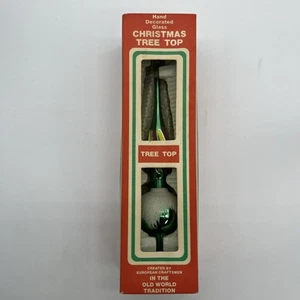 Hand
Decorated
Glass
CHRISTMAS
TREE TOP
TREE TOP
CREATED BY
EUROPEAN CRAFTSMEN
IN THE
OLD WORLD
TRADITION